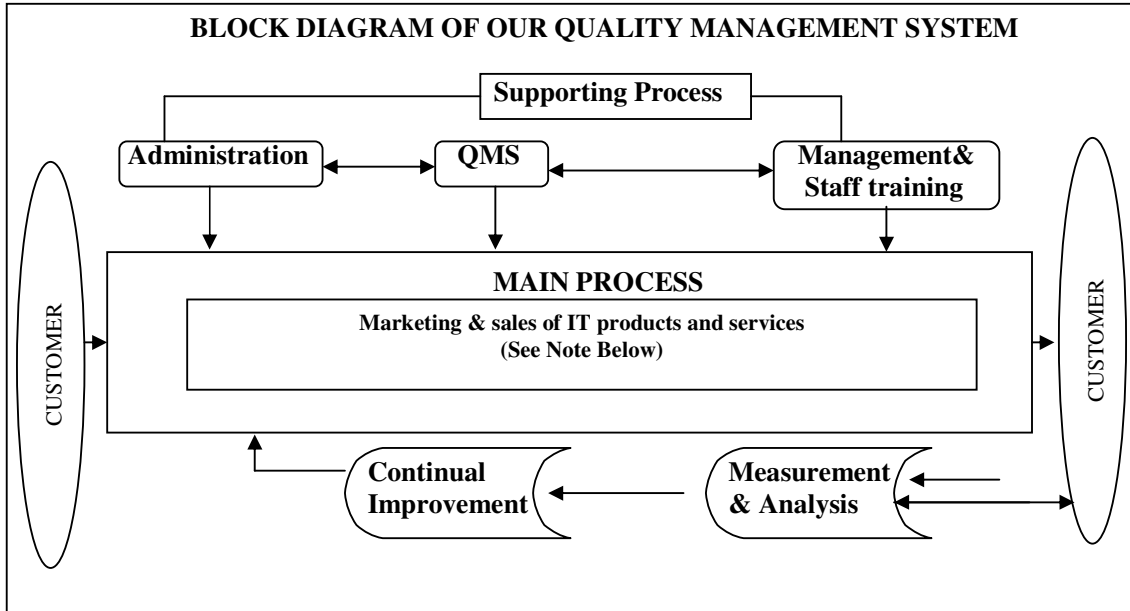 BLOCK DIAGRAM OF OUR QUALITY MANAGEMENT SYSTEM
Supporting Process
Administration
QMS
Management&
Staff training
CUSTOMER
MAIN PROCESS
Marketing & sales of IT products and services
(See Note Below)
CUSTOMER
Continual
Improvement
Measurement
& Analysis